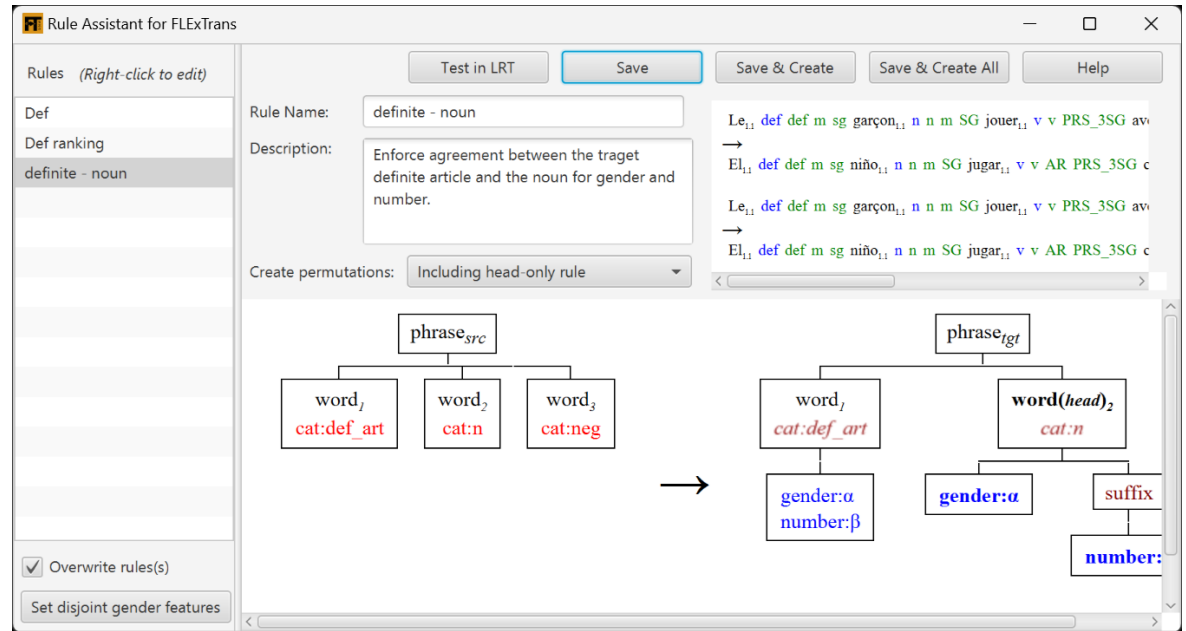 Rule Assistant for FLExTrans
Rules (Right-click to edit)
Def
Def ranking
definite - noun
Overwrite rules(s)
Set disjoint gender features
Test in LRT
Save
Save & Create
Save & Create All
Help
Rule Name: definite - noun
Description: Enforce agreement between the traget
definite article and the noun for gender and
number.
Create permutations: Including head-only rule
Le1.1 def def m sg garçon1.1 n n m SG jouer1.1 v v PRS_3SG ave
→
El1.1 def def m sg niño1.1 n n m SG jugar1.1 v v AR PRS_3SG c
Le1.1 def def m sg garçon1.1 n n m SG jouer1.1 v v PRS_3SG ave
→
El1.1 def def m sg niño1.1 n n m SG jugar1.1 v v AR PRS_3SG c
phrasesrc
word1 word2 word3
cat:def_art cat:n cat:neg
→
phrasetgt
word1 word(head)2
cat:def_art cat:n
gender:α gender:α suffix
number:β
number: